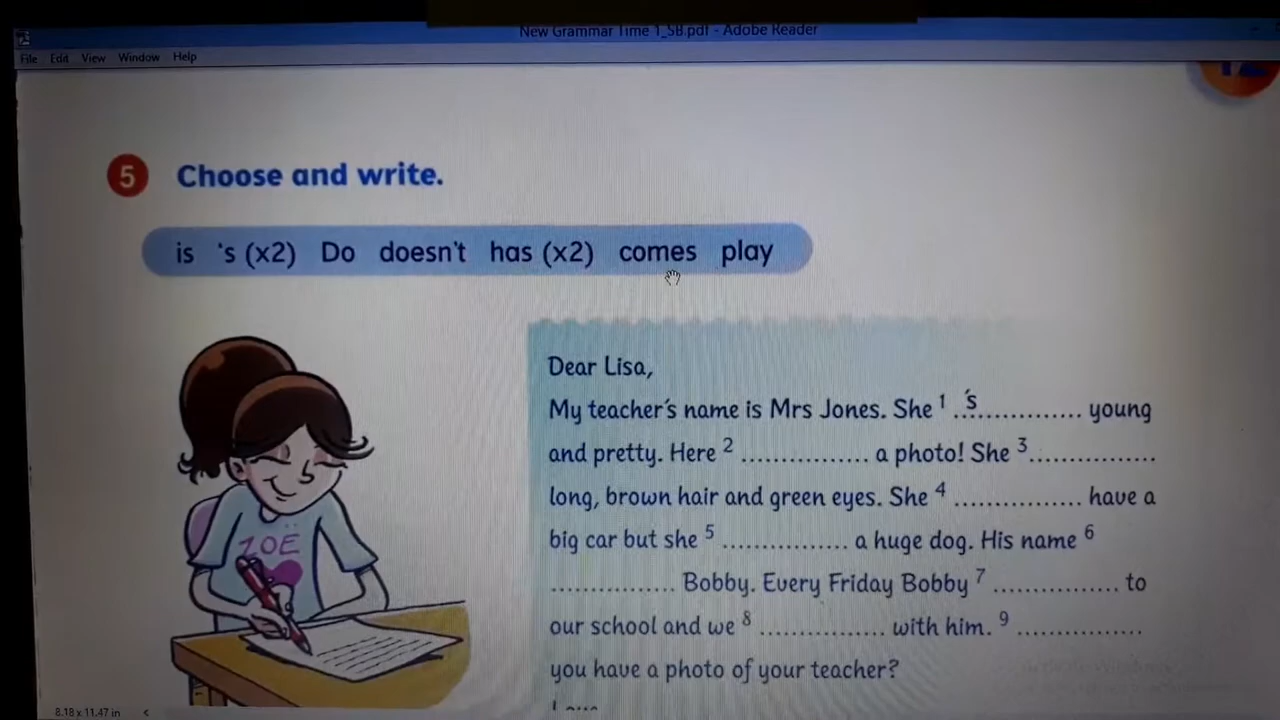 New Grammar Time 1_SB.pdf - Adobe Reader
File Edit View Window Help
5 Choose and write.
is 's (x2) Do doesn't has (x2) comes play
ZOE
Dear Lisa,
My teacher's name is Mrs Jones. She 1 ..'s............. young
and pretty. Here 2 ................ a photo! She 3 ................
long, brown hair and green eyes. She 4 ................ have a
big car but she 5 ................ a huge dog. His name 6
................ Bobby. Every Friday Bobby 7 ................ to
our school and we 8 ................ with him. 9 ................
you have a photo of your teacher?
8.18 x 11.47 in